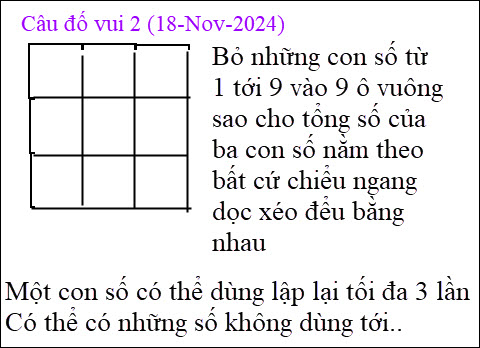 Câu đố vui 2 (18-Nov-2024)
Bỏ những con số từ
1 tới 9 vào 9 ô vuông
sao cho tổng số của
ba con số nằm theo
bất cứ chiểu ngang
dọc xéo đểu bằng
nhau
Một con số có thể dùng lập lại tối đa 3 lần
Có thể có những số không dùng tới..